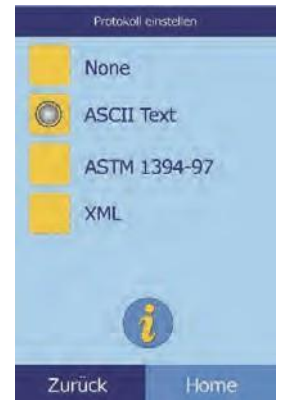 Protokoll einstellen
None
ASCII Text
ASTM 1394-97
XML
i
Zurück Home